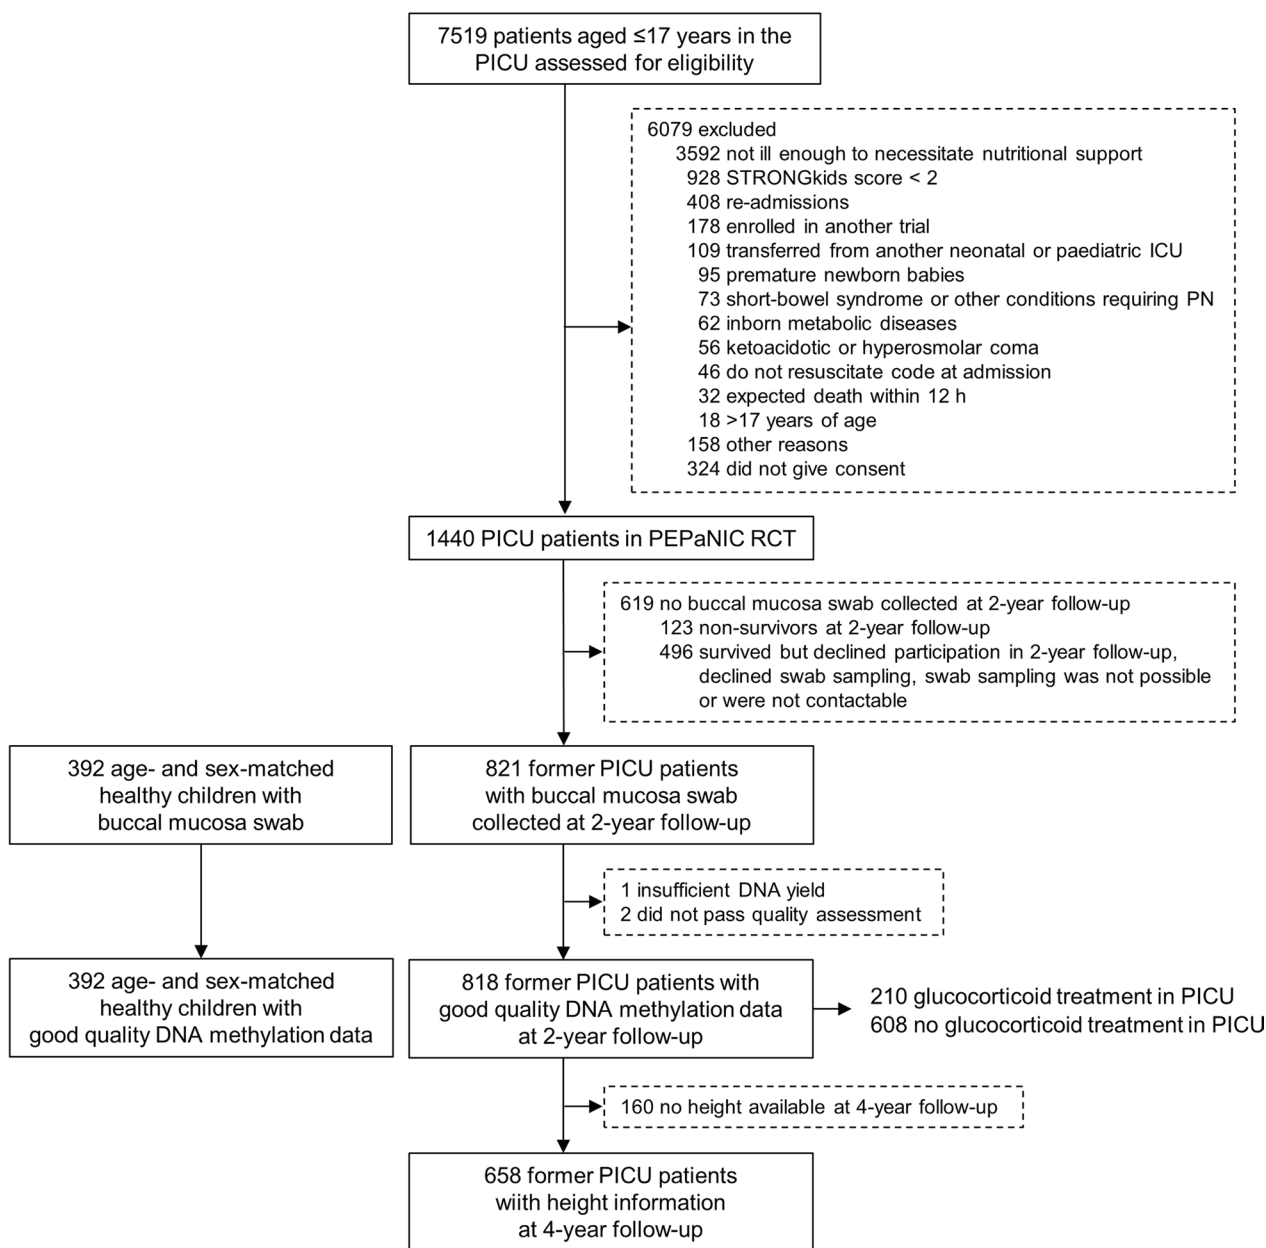 7519 patients aged ≤17 years in the
PICU assessed for eligibility
6079 excluded
3592 not ill enough to necessitate nutritional support
928 STRONGkids score < 2
408 re-admissions
178 enrolled in another trial
109 transferred from another neonatal or paediatric ICU
95 premature newborn babies
73 short-bowel syndrome or other conditions requiring PN
62 inborn metabolic diseases
56 ketoacidotic or hyperosmolar coma
46 do not resuscitate code at admission
32 expected death within 12 h
18 >17 years of age
158 other reasons
324 did not give consent
1440 PICU patients in PEPaNIC RCT
619 no buccal mucosa swab collected at 2-year follow-up
123 non-survivors at 2-year follow-up
496 survived but declined participation in 2-year follow-up,
declined swab sampling, swab sampling was not possible
or were not contactable
392 age- and sex-matched
healthy children with
buccal mucosa swab
821 former PICU patients
with buccal mucosa swab
collected at 2-year follow-up
1 insufficient DNA yield
2 did not pass quality assessment
392 age- and sex-matched
healthy children with
good quality DNA methylation data
818 former PICU patients with
good quality DNA methylation data
at 2-year follow-up
210 glucocorticoid treatment in PICU
608 no glucocorticoid treatment in PICU
160 no height available at 4-year follow-up
658 former PICU patients
wiith height information
at 4-year follow-up